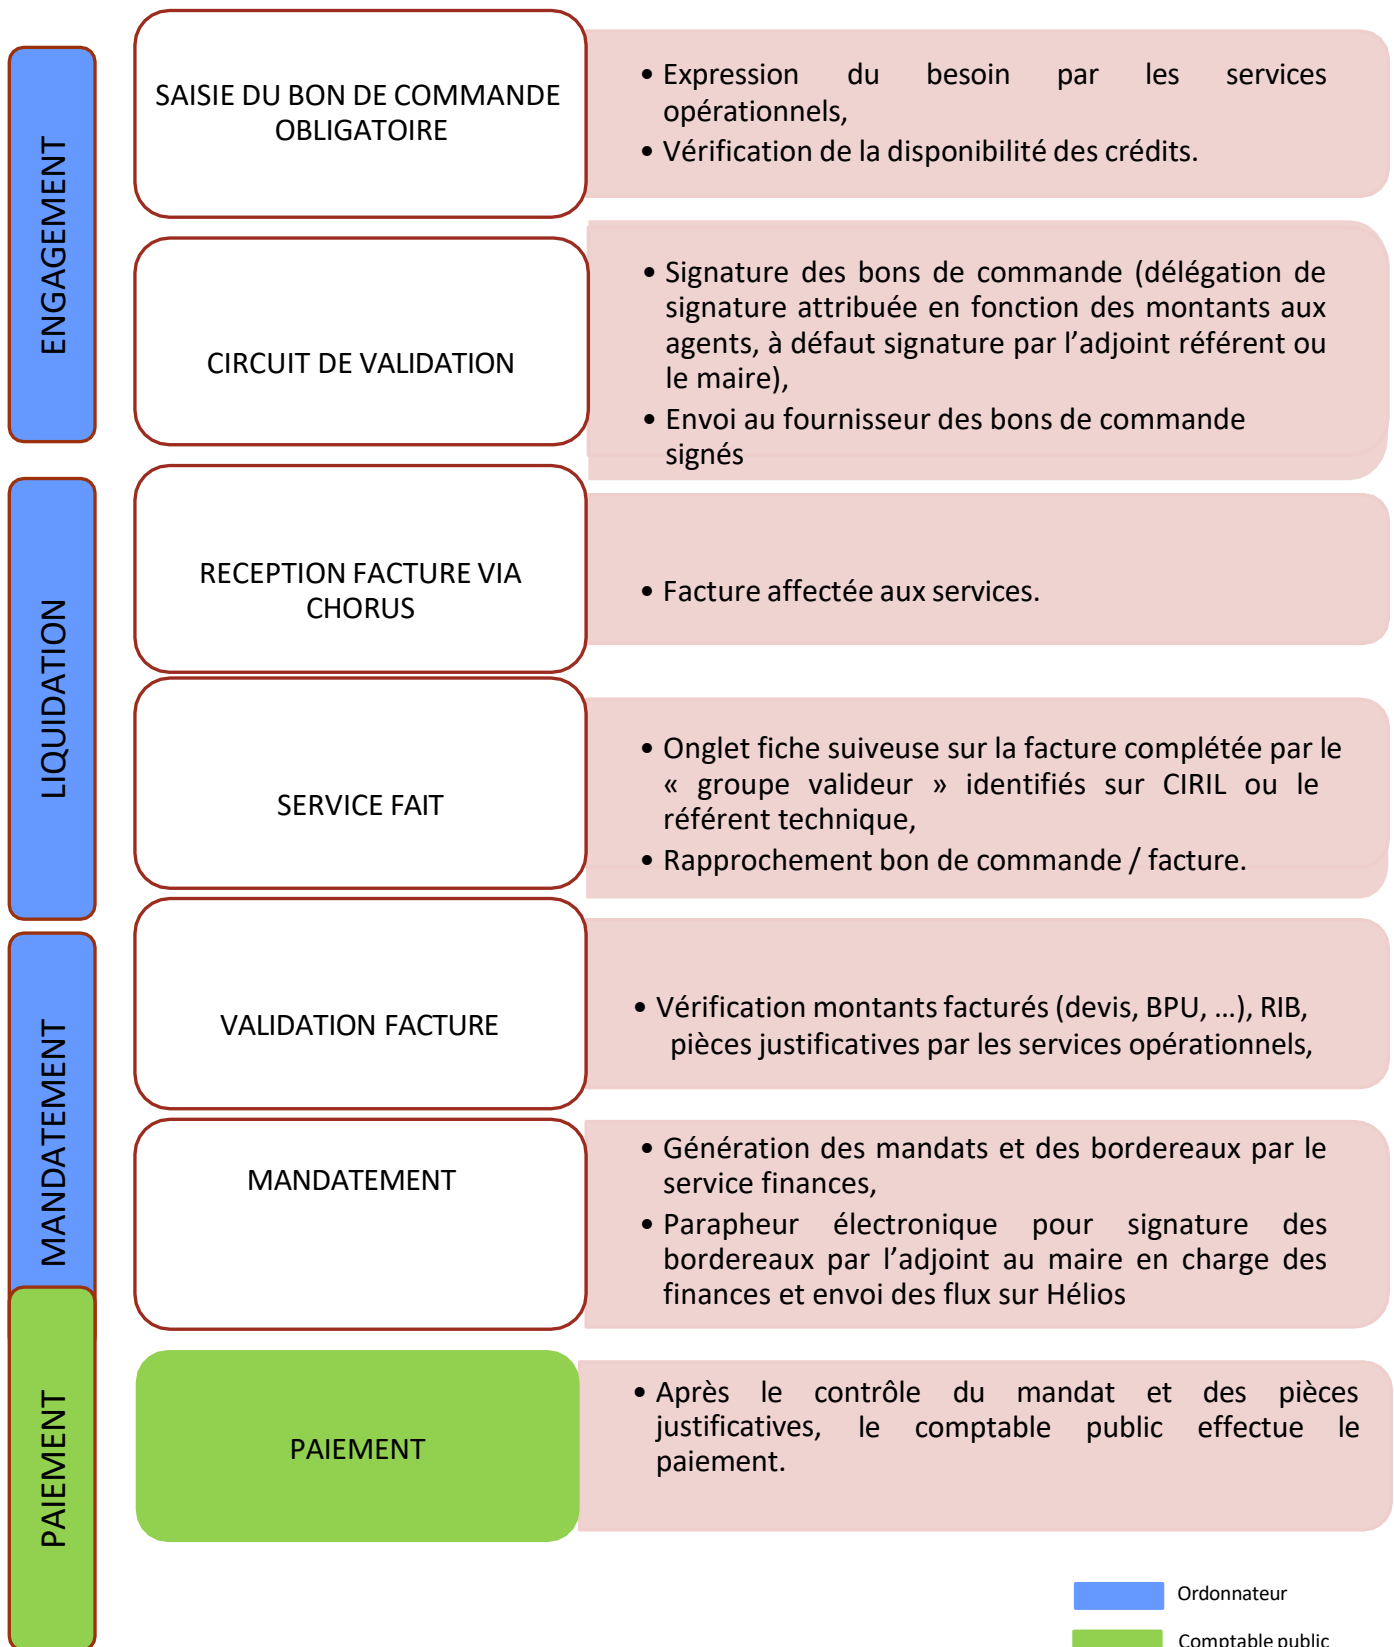 ENGAGEMENT
SAISIE DU BON DE COMMANDE
OBLIGATOIRE
• Expression du besoin par les services
opérationnels,
• Vérification de la disponibilité des crédits.
CIRCUIT DE VALIDATION
• Signature des bons de commande (délégation de
signature attribuée en fonction des montants aux
agents, à défaut signature par l’adjoint référent ou
le maire),
• Envoi au fournisseur des bons de commande
signés
LIQUIDATION
RECEPTION FACTURE VIA
CHORUS
• Facture affectée aux services.
SERVICE FAIT
• Onglet fiche suiveuse sur la facture complétée par le
« groupe valideur » identifiés sur CIRIL ou le
référent technique,
• Rapprochement bon de commande / facture.
MANDATEMENT
VALIDATION FACTURE
• Vérification montants facturés (devis, BPU, …), RIB,
pièces justificatives par les services opérationnels,
MANDATEMENT
• Génération des mandats et des bordereaux par le
service finances,
• Parapheur électronique pour signature des
bordereaux par l’adjoint au maire en charge des
finances et envoi des flux sur Hélios
PAIEMENT
PAIEMENT
• Après le contrôle du mandat et des pièces
justificatives, le comptable public effectue le
paiement.
Ordonnateur
Comptable public